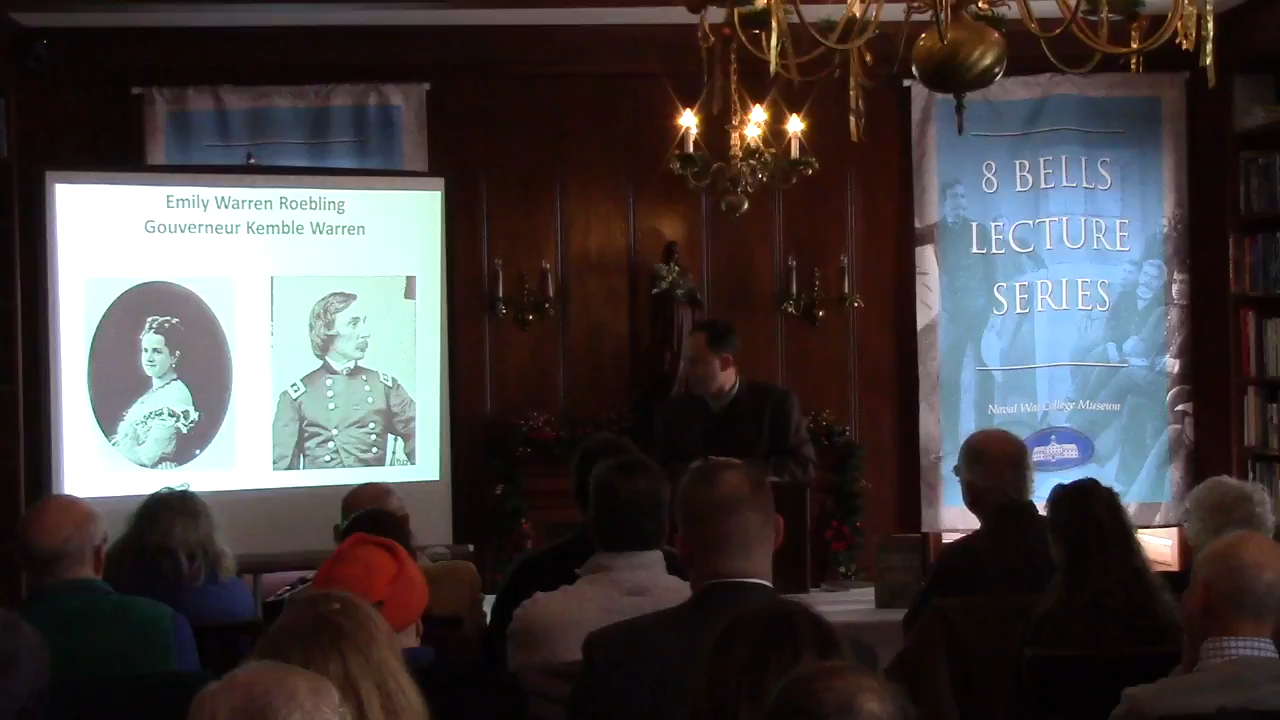 Emily Warren Roebling
Gouverneur Kemble Warren
8 BELLS
LECTURE
SERIES
Naval War College Museum